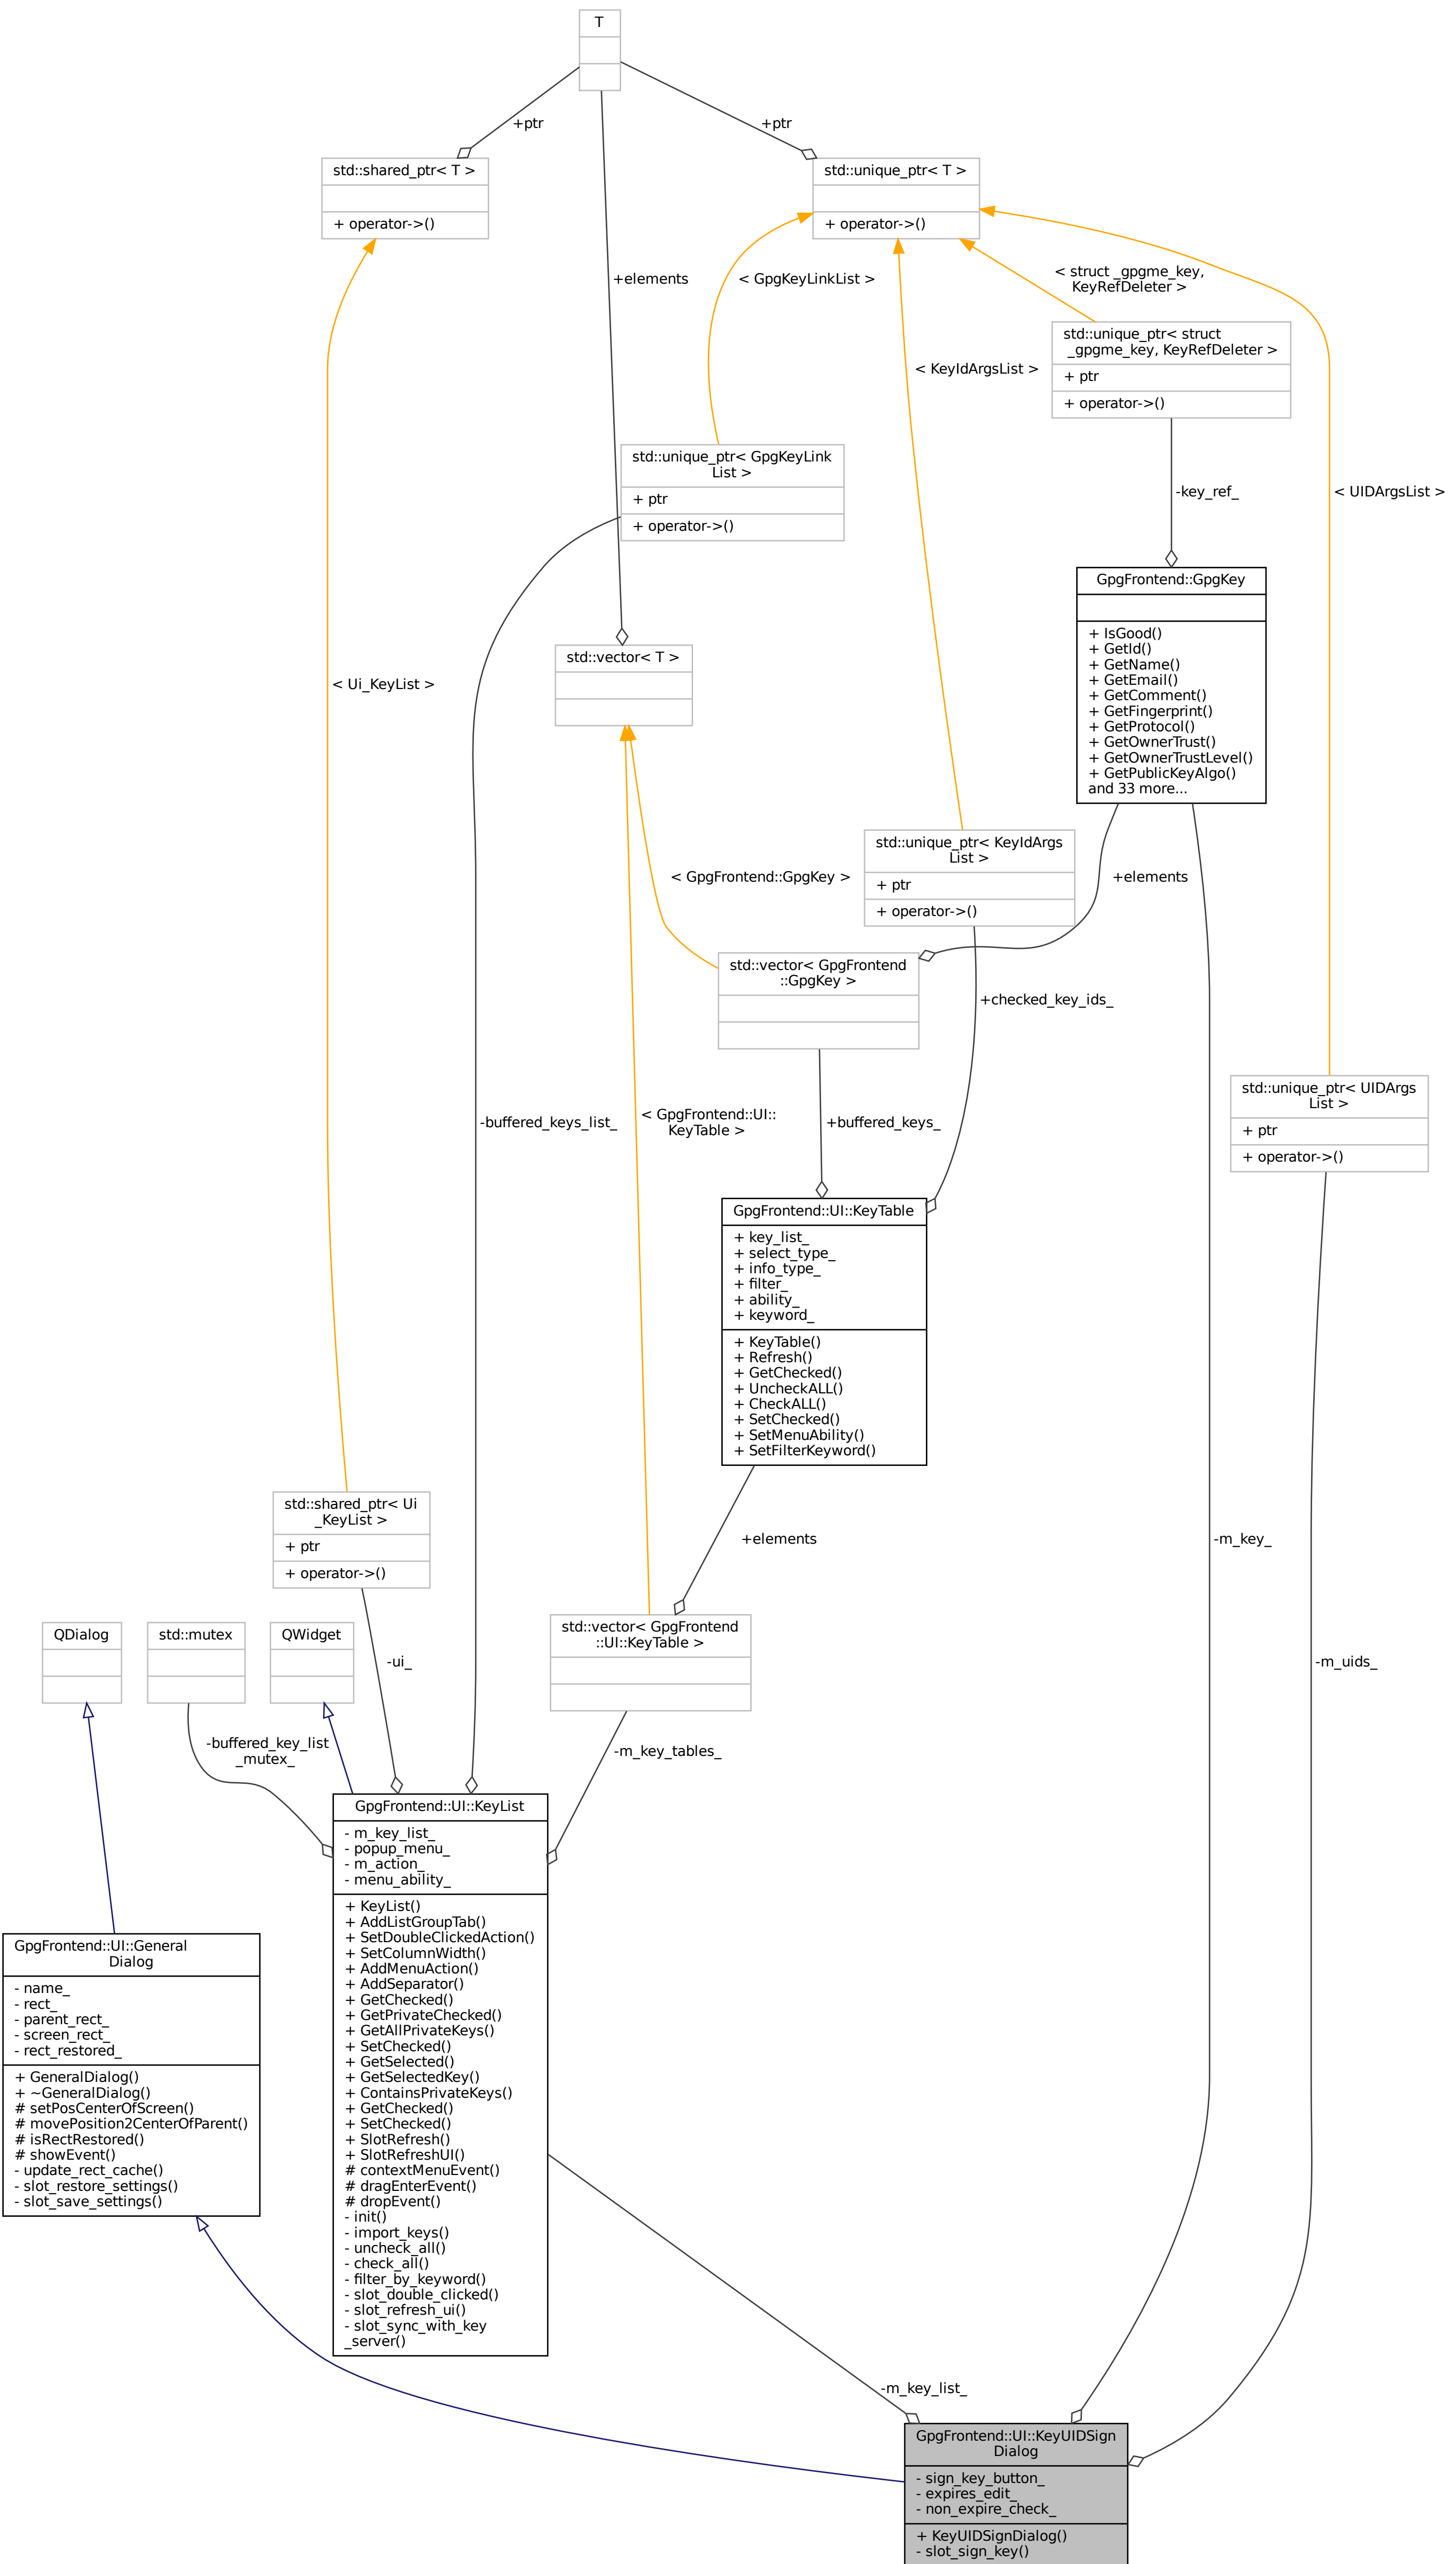 T
+ptr
+ptr
std::shared_ptr< T >
+ operator->()
std::unique_ptr< T >
+ operator->()
+elements
< GpgKeyLinkList >
< struct _gpgme_key,
KeyRefDeleter >
std::unique_ptr< struct
_gpgme_key, KeyRefDeleter >
+ ptr
+ operator->()
< KeyIdArgsList >
std::unique_ptr< GpgKeyLink
List >
+ ptr
+ operator->()
-key_ref_
< UIDArgsList >
GpgFrontend::GpgKey
+ IsGood()
+ GetId()
+ GetName()
+ GetEmail()
+ GetComment()
+ GetFingerprint()
+ GetProtocol()
+ GetOwnerTrust()
+ GetOwnerTrustLevel()
+ GetPublicKeyAlgo()
and 33 more...
std::vector< T >
< Ui_KeyList >
std::unique_ptr< KeyIdArgs
List >
+ ptr
+ operator->()
< GpgFrontend::GpgKey >
+elements
std::vector< GpgFrontend
::GpgKey >
+checked_key_ids_
-buffered_keys_list_
< GpgFrontend::UI::
KeyTable >
+buffered_keys_
std::unique_ptr< UIDArgs
List >
+ ptr
+ operator->()
GpgFrontend::UI::KeyTable
+ key_list_
+ select_type_
+ info_type_
+ filter_
+ ability_
+ keyword_
+ KeyTable()
+ Refresh()
+ GetChecked()
+ UncheckALL()
+ CheckALL()
+ SetChecked()
+ SetMenuAbility()
+ SetFilterKeyword()
std::shared_ptr< Ui
_KeyList >
+ ptr
+ operator->()
+elements
-m_key_
QDialog
std::mutex
QWidget
-ui_
std::vector< GpgFrontend
::UI::KeyTable >
-m_uids_
-buffered_key_list
_mutex_
-m_key_tables_
GpgFrontend::UI::KeyList
- m_key_list_
- popup_menu_
- m_action_
- menu_ability_
+ KeyList()
+ AddListGroupTab()
+ SetDoubleClickedAction()
+ SetColumnWidth()
+ AddMenuAction()
+ AddSeparator()
+ GetChecked()
+ GetPrivateChecked()
+ GetAllPrivateKeys()
+ SetChecked()
+ GetSelected()
+ GetSelectedKey()
+ ContainsPrivateKeys()
+ GetChecked()
+ SetChecked()
+ SlotRefresh()
+ SlotRefreshUI()
# contextMenuEvent()
# dragEnterEvent()
# dropEvent()
- init()
- import_keys()
- uncheck_all()
- check_all()
- filter_by_keyword()
- slot_double_clicked()
- slot_refresh_ui()
- slot_sync_with_key
_server()
GpgFrontend::UI::General
Dialog
- name_
- rect_
- parent_rect_
- screen_rect_
- rect_restored_
+ GeneralDialog()
+ ~GeneralDialog()
# setPosCenterOfScreen()
# movePosition2CenterOfParent()
# isRectRestored()
# showEvent()
- update_rect_cache()
- slot_restore_settings()
- slot_save_settings()
-m_key_list_
GpgFrontend::UI::KeyUIDSign
Dialog
- sign_key_button_
- expires_edit_
- non_expire_check_
+ KeyUIDSignDialog()
- slot_sign_key()